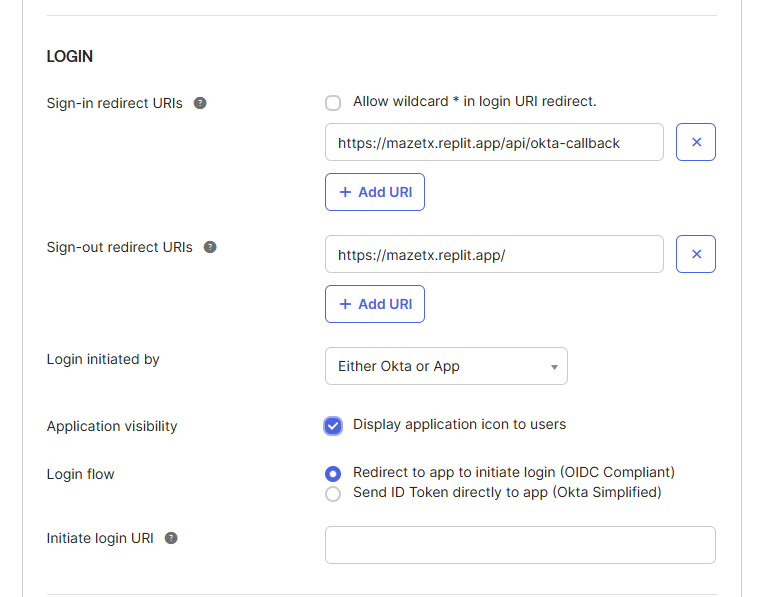 LOGIN
Sign-in redirect URIs ?
Allow wildcard * in login URI redirect.
https://mazetx.replit.app/api/okta-callback
+ Add URI
Sign-out redirect URIs ?
https://mazetx.replit.app/
+ Add URI
Login initiated by
Either Okta or App
Application visibility
Display application icon to users
Login flow
Redirect to app to initiate login (OIDC Compliant)
Send ID Token directly to app (Okta Simplified)
Initiate login URI ?